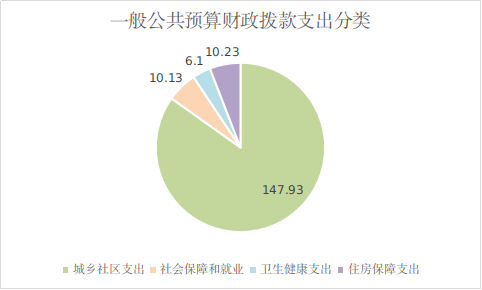 一般公共预算财政拨款支出分类
10.23
6.1
10.13
147.93
城乡社区支出 社会保障和就业 卫生健康支出 住房保障支出